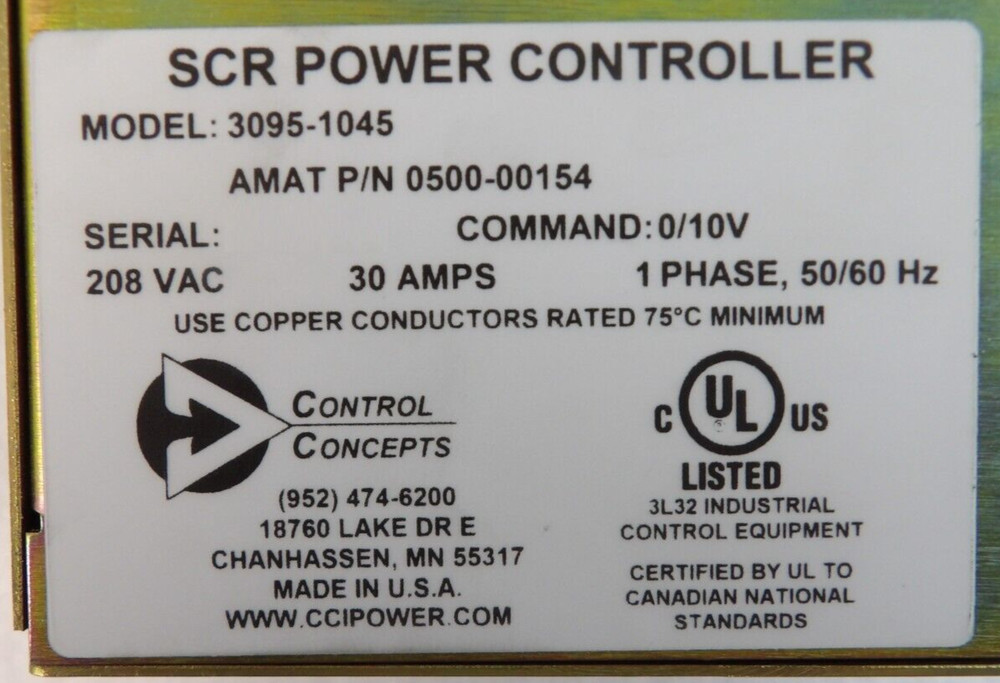 SCR POWER CONTROLLER
MODEL: 3095-1045
AMAT P/N 0500-00154
SERIAL: COMMAND: 0/10V
208 VAC 30 AMPS 1 PHASE, 50/60 Hz
USE COPPER CONDUCTORS RATED 75°C MINIMUM
CONTROL
CONCEPTS
(952) 474-6200
18760 LAKE DR E
CHANHASSEN, MN 55317
MADE IN U.S.A.
WWW.CCIPOWER.COM
C UL US
LISTED
3L32 INDUSTRIAL
CONTROL EQUIPMENT
CERTIFIED BY UL TO
CANADIAN NATIONAL
STANDARDS